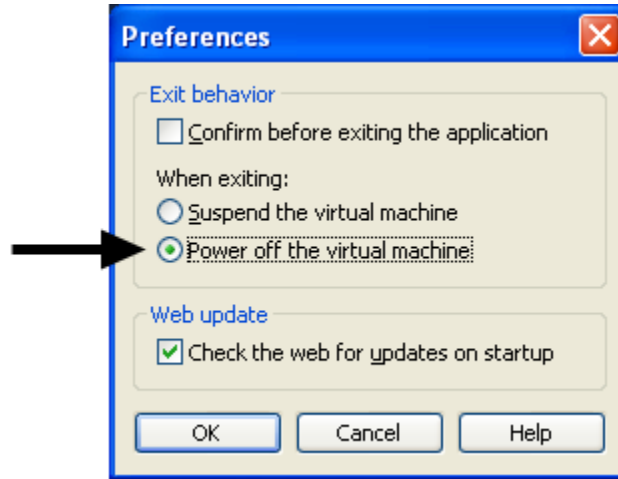 Preferences
Exit behavior
Confirm before exiting the application
When exiting:
Suspend the virtual machine
Power off the virtual machine
Web update
Check the web for updates on startup
OK Cancel Help